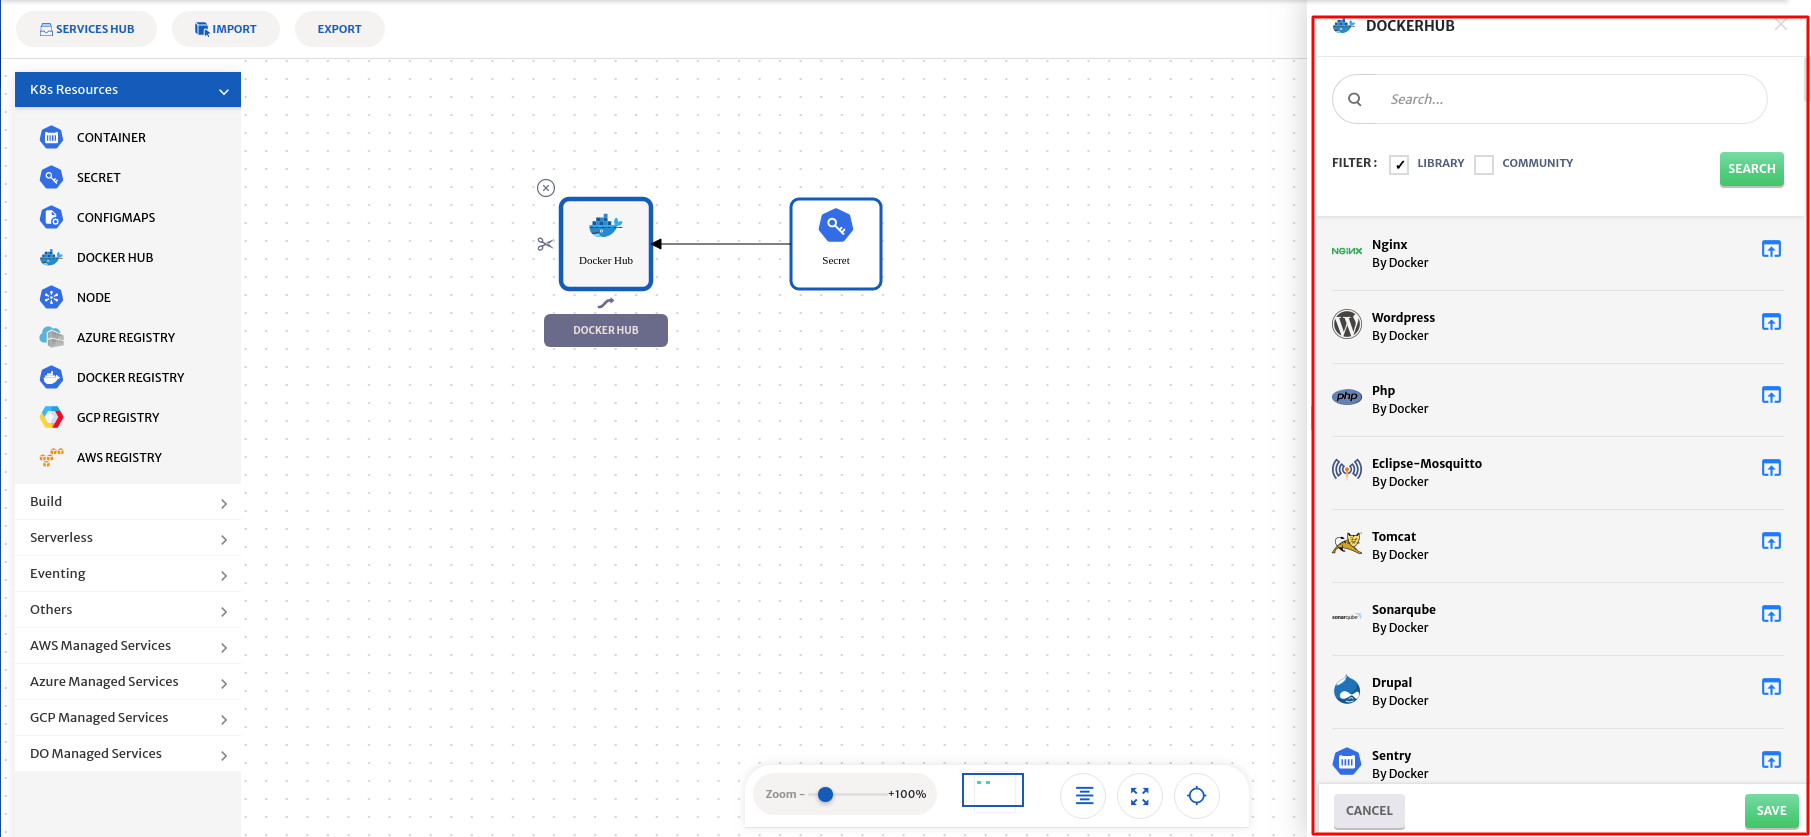 SERVICES HUB
IMPORT
EXPORT
K8s Resources
CONTAINER
SECRET
CONFIGMAPS
DOCKER HUB
NODE
AZURE REGISTRY
DOCKER REGISTRY
GCP REGISTRY
AWS REGISTRY
Build
Serverless
Eventing
Others
AWS Managed Services
Azure Managed Services
GCP Managed Services
DO Managed Services
Docker Hub
Secret
DOCKER HUB
Zoom - +100%
DOCKERHUB
Search...
FILTER : LIBRARY COMMUNITY
SEARCH
NGINX
Nginx
By Docker
Wordpress
By Docker
php
Php
By Docker
Eclipse-Mosquitto
By Docker
Tomcat
By Docker
sonarqube
Sonarqube
By Docker
Drupal
By Docker
Sentry
By Docker
CANCEL
SAVE